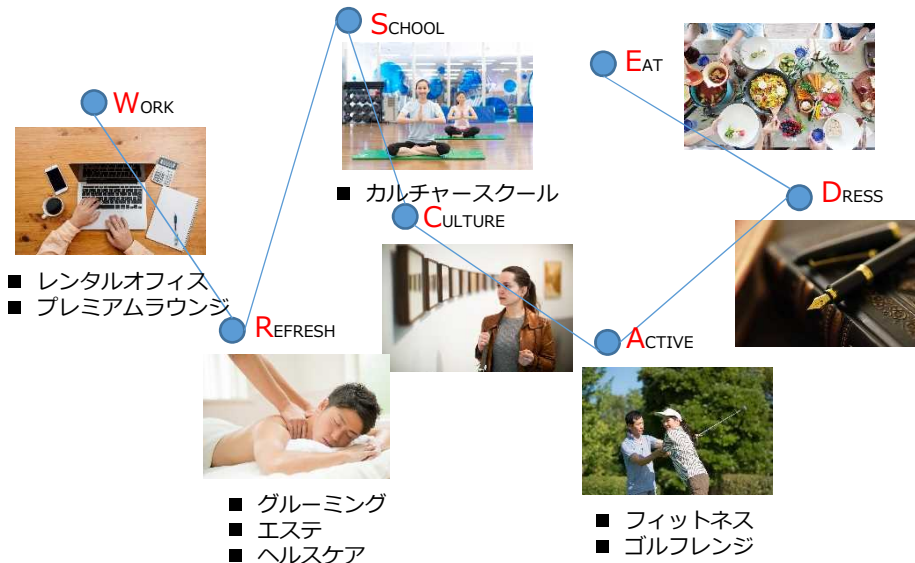 WORK
■ レンタルオフィス
■ プレミアムラウンジ
REFRESH
■ グルーミング
■ エステ
■ ヘルスケア
SCHOOL
■ カルチャースクール
CULTURE
ACTIVE
■ フィットネス
■ ゴルフレンジ
DRESS
EAT